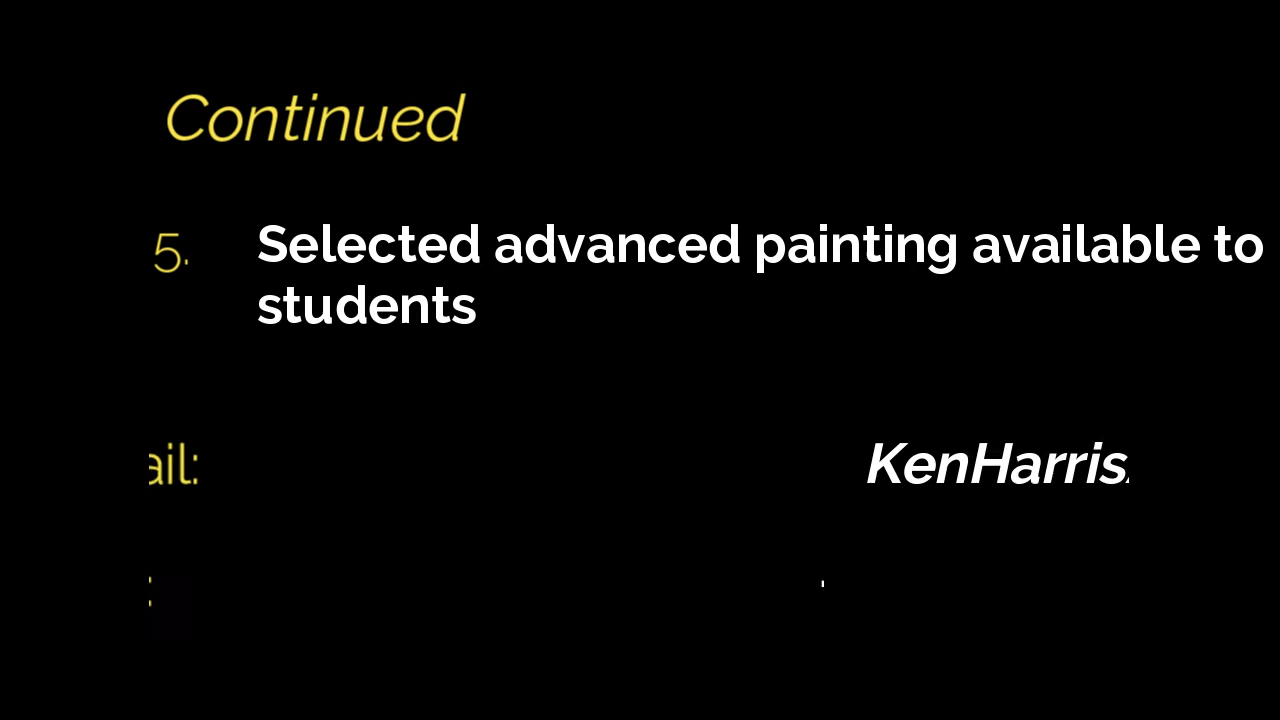 Continued
5. Selected advanced painting available to
students
ail: KenHarris.
: